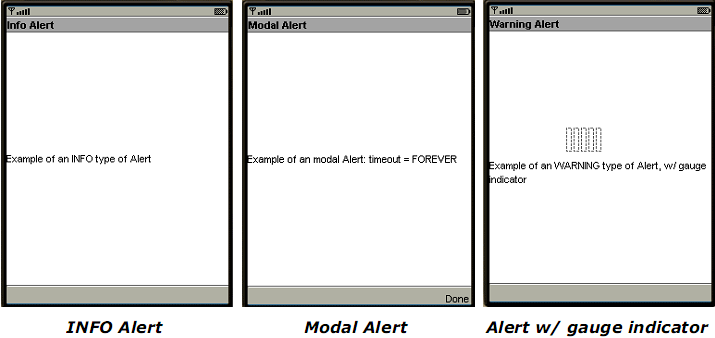 Info Alert
Example of an INFO type of Alert
INFO Alert
Modal Alert
Example of an modal Alert: timeout = FOREVER
Done
Modal Alert
Warning Alert
Example of an WARNING type of Alert, w/ gauge
indicator
Alert w/ gauge indicator